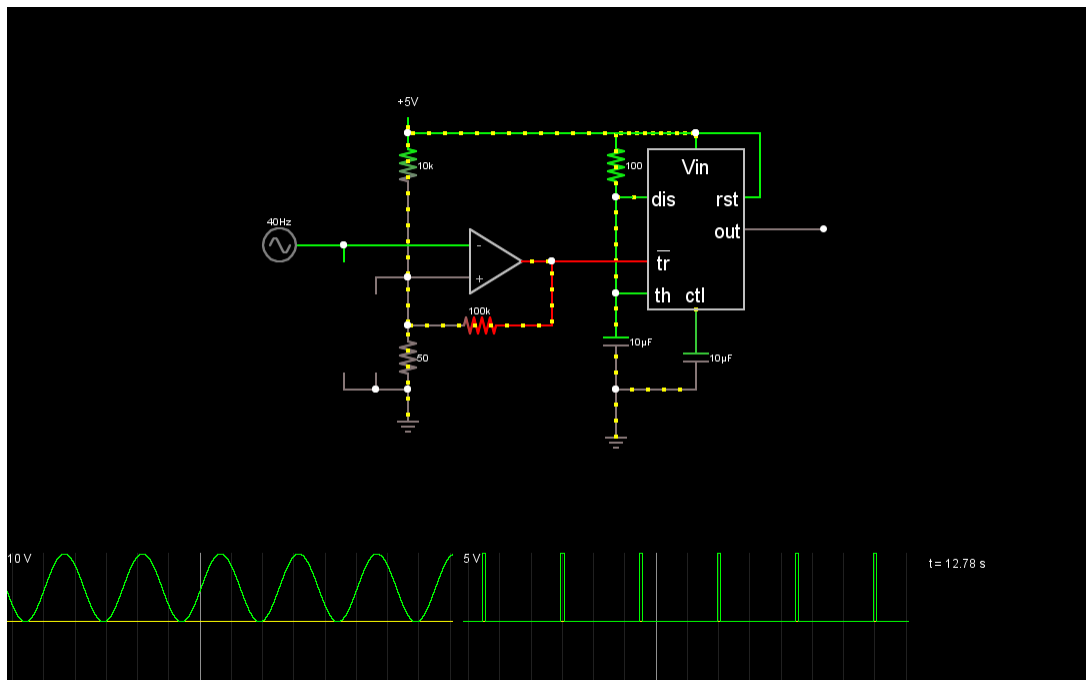 +5V
10k
100
Vin
dis
rst
40Hz
out
-
tr
+
th
ctl
100k
50
10µF
10µF
10 V
5 V
t = 12.78 s